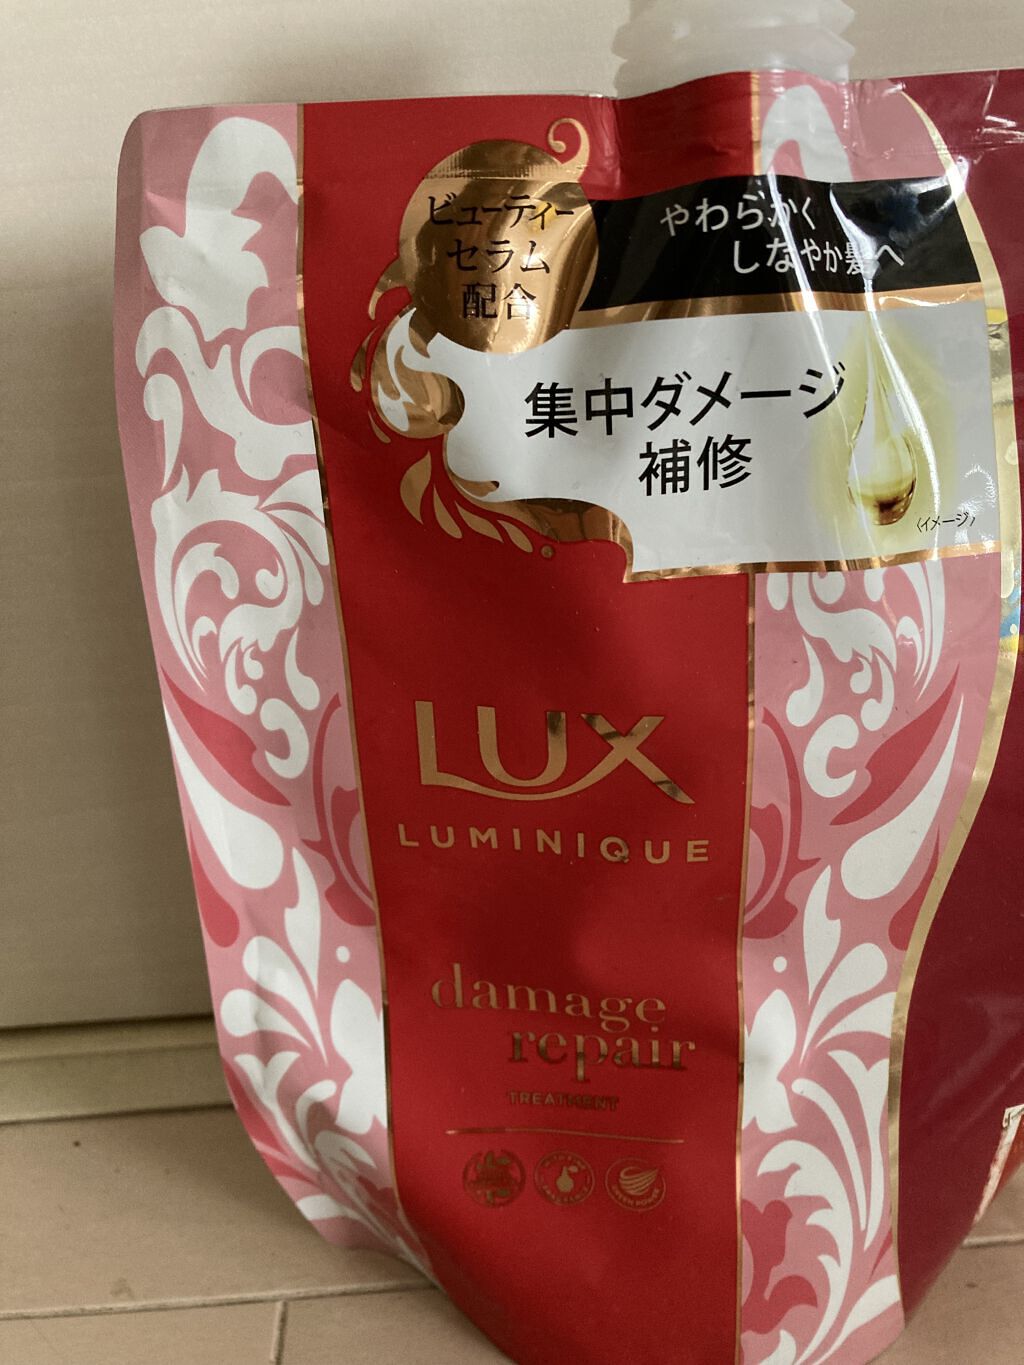 ビューティー
セラム
配合
やわらかく
しなやか髪へ
集中ダメージ
補修
(イメージ)
LUX
LUMINIQUE
damage
repair
TREATMENT
GREEN POWER